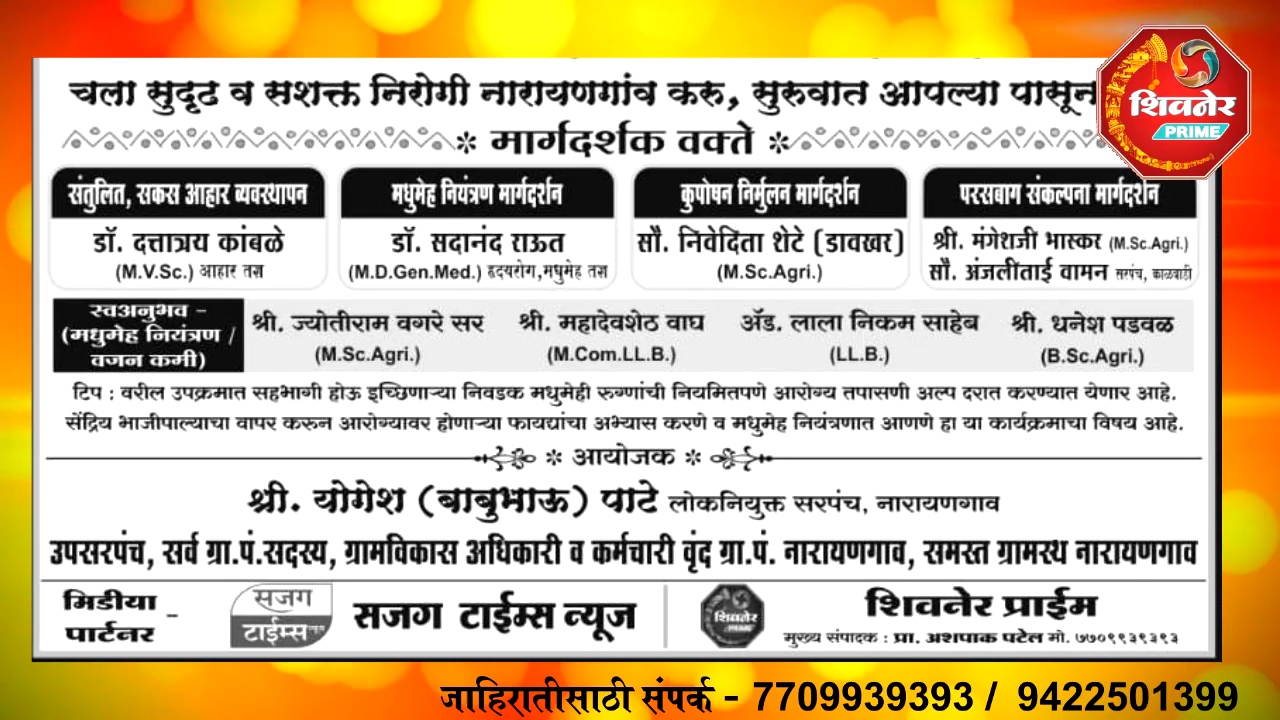 चला सुदृढ व सशक्त निरोगी नारायणगांव करु, सुरुवात आपल्या पासून
शिवनेर
PRIME
* मार्गदर्शक वक्ते *
संतुलित, सकस आहार व्यवस्थापन
डॉ. दत्तात्रय कांबळे
(M.V.Sc.) आहार तज्ञ
मधुमेह नियंत्रण मार्गदर्शन
डॉ. सदानंद राऊत
(M.D.Gen.Med.) हृदयरोग,मधुमेह तज्ञ
कुपोषन निर्मुलन मार्गदर्शन
सौ. निवेदिता शेटे (डावखर)
(M.Sc.Agri.)
परसबाग संकल्पना मार्गदर्शन
श्री. मंगेशजी भास्कर (M.Sc.Agri.)
सौ. अंजलीताई वामन सरपंच, काळवाडी
स्वअनुभव -
(मधुमेह नियंत्रण /
वजन कमी)
श्री. ज्योतीराम वगरे सर
(M.Sc.Agri.)
श्री. महादेवशेठ वाघ
(M.Com.LL.B.)
ॲड. लाला निकम साहेब
(LL.B.)
श्री. धनेश पडवळ
(B.Sc.Agri.)
टिप : वरील उपक्रमात सहभागी होऊ इच्छिणाऱ्या निवडक मधुमेही रुग्णांची नियमितपणे आरोग्य तपासणी अल्प दरात करण्यात येणार आहे.
सेंद्रिय भाजीपाल्याचा वापर करुन आरोग्यावर होणाऱ्या फायद्यांचा अभ्यास करणे व मधुमेह नियंत्रणात आणणे हा या कार्यक्रमाचा विषय आहे.
* आयोजक *
श्री. योगेश (बाबुभाऊ) पाटे लोकनियुक्त सरपंच, नारायणगाव
उपसरपंच, सर्व ग्रा.पं.सदस्य, ग्रामविकास अधिकारी व कर्मचारी वृंद ग्रा.पं. नारायणगाव, समस्त ग्रामस्थ नारायणगाव
मिडीया
पार्टनर -
सजग
टाईम्स न्यूज
सजग टाईम्स न्यूज
शिवनेर
PRIME
शिवनेर प्राईम
मुख्य संपादक : प्रा. अशपाक पटेल मो. ७७०९९३९३९३
जाहिरातीसाठी संपर्क - 7709939393 / 9422501399